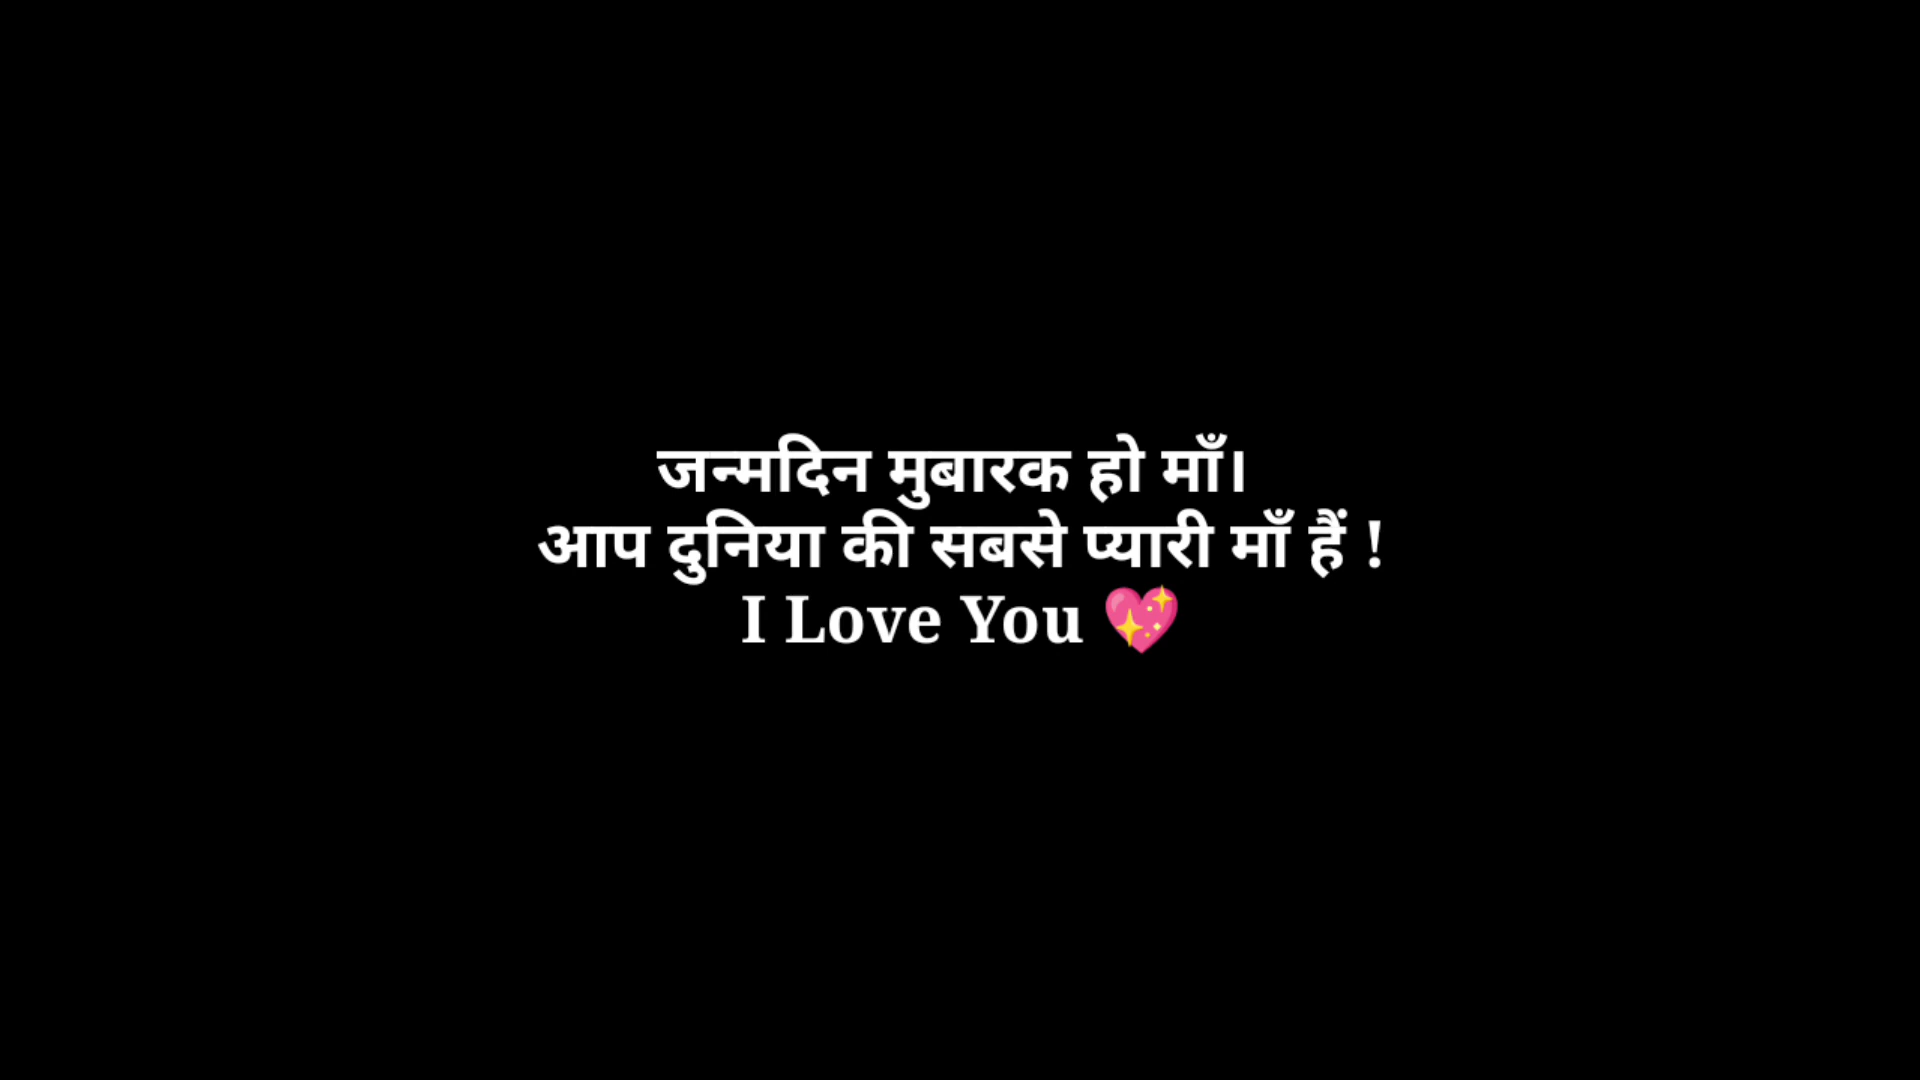 जन्मदिन मुबारक हो माँ।
आप दुनिया की सबसे प्यारी माँ हैं !
I Love You 💖